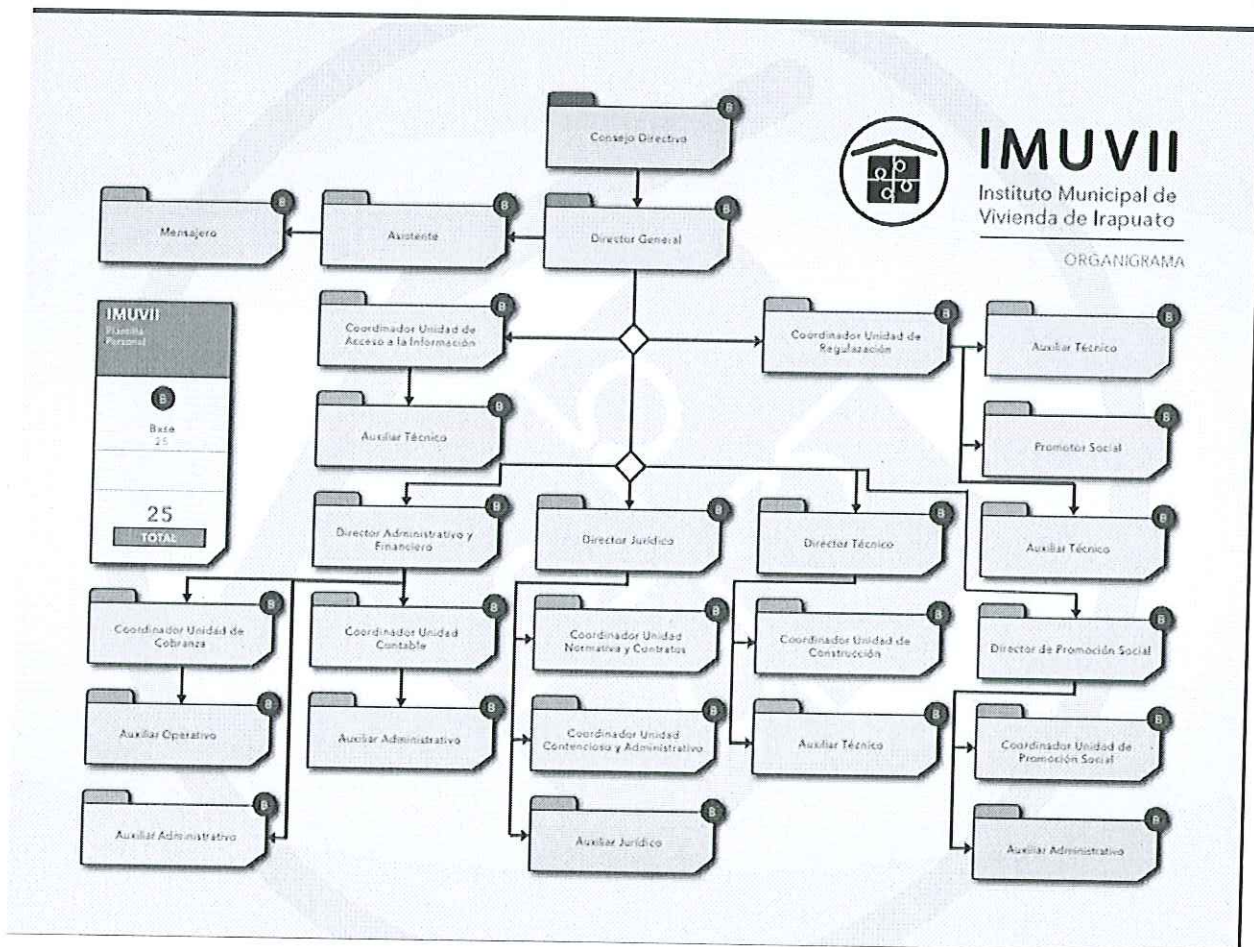 B
Consejo Directivo
IMUVII
Instituto Municipal de
Vivienda de Irapuato
ORGANIGRAMA
B
Mensajero
B
Asistente
B
Director General
IMUVII
Plantilla
Personal
B
Base
25
25
TOTAL
B
Coordinador Unidad de
Acceso a la Información
B
Coordinador Unidad de
Regulazación
B
Auxiliar Técnico
B
Auxiliar Técnico
B
Promotor Social
B
Director Administrativo y
Financiero
B
Director Jurídico
B
Director Técnico
B
Auxiliar Técnico
B
Coordinador Unidad de
Cobranza
B
Coordinador Unidad
Contable
B
Coordinador Unidad
Normativa y Contratos
B
Coordinador Unidad de
Construcción
B
Director de Promoción Social
B
Auxiliar Operativo
B
Auxiliar Administrativo
B
Coordinador Unidad
Contencioso y Administrativo
B
Auxiliar Técnico
B
Coordinador Unidad de
Promoción Social
B
Auxiliar Administrativo
B
Auxiliar Jurídico
B
Auxiliar Administrativo